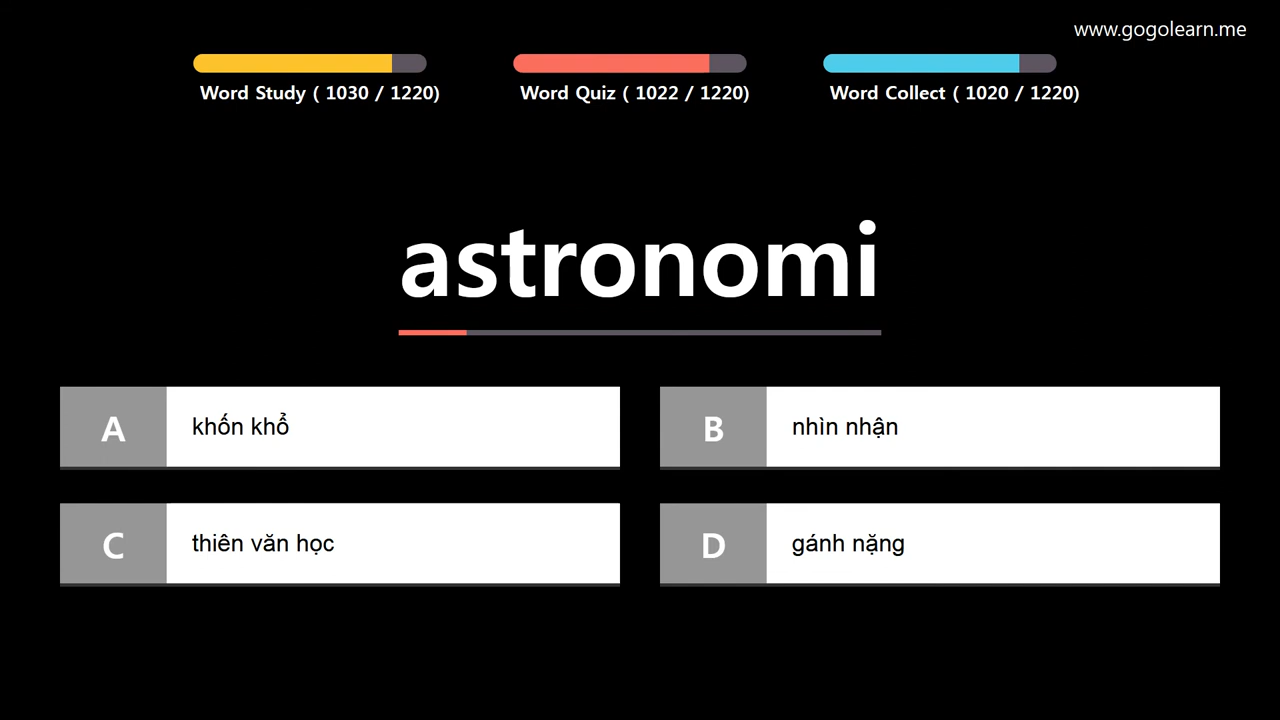 www.gogolearn.me
Word Study ( 1030 / 1220)
Word Quiz ( 1022 / 1220)
Word Collect ( 1020 / 1220)
astronomi
A khốn khổ
B nhìn nhận
C thiên văn học
D gánh nặng